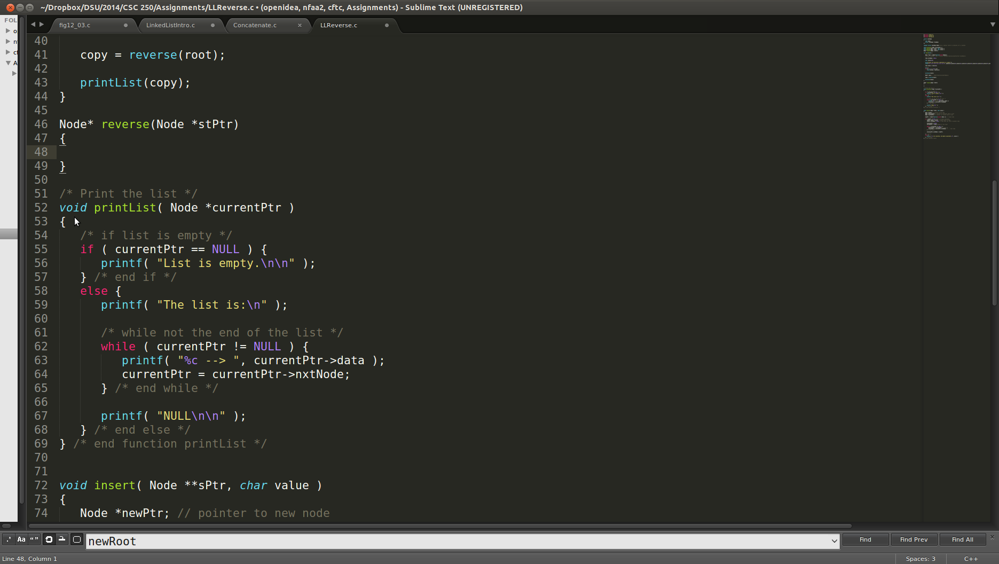 ~/Dropbox/DSU/2014/CSC 250/Assignments/LLReverse.c • (openidea, nfaa2, cftc, Assignments) - Sublime Text (UNREGISTERED)
FOL
fig12_03.c
LinkedListIntro.c
Concatenate.c
LLReverse.c
40
41 copy = reverse(root);
42
43 printList(copy);
44 }
45
46 Node* reverse(Node *stPtr)
47 {
48
49 }
50
51 /* Print the list */
52 void printList( Node *currentPtr )
53 {
54 /* if list is empty */
55 if ( currentPtr == NULL ) {
56 printf( "List is empty.\n\n" );
57 } /* end if */
58 else {
59 printf( "The list is:\n" );
60
61 /* while not the end of the list */
62 while ( currentPtr != NULL ) {
63 printf( "%c --> ", currentPtr->data );
64 currentPtr = currentPtr->nxtNode;
65 } /* end while */
66
67 printf( "NULL\n\n" );
68 } /* end else */
69 } /* end function printList */
70
71
72 void insert( Node **sPtr, char value )
73 {
74 Node *newPtr; // pointer to new node
.* Aa “” newRoot Find Find Prev Find All
Line 48, Column 1 Spaces: 3 C++